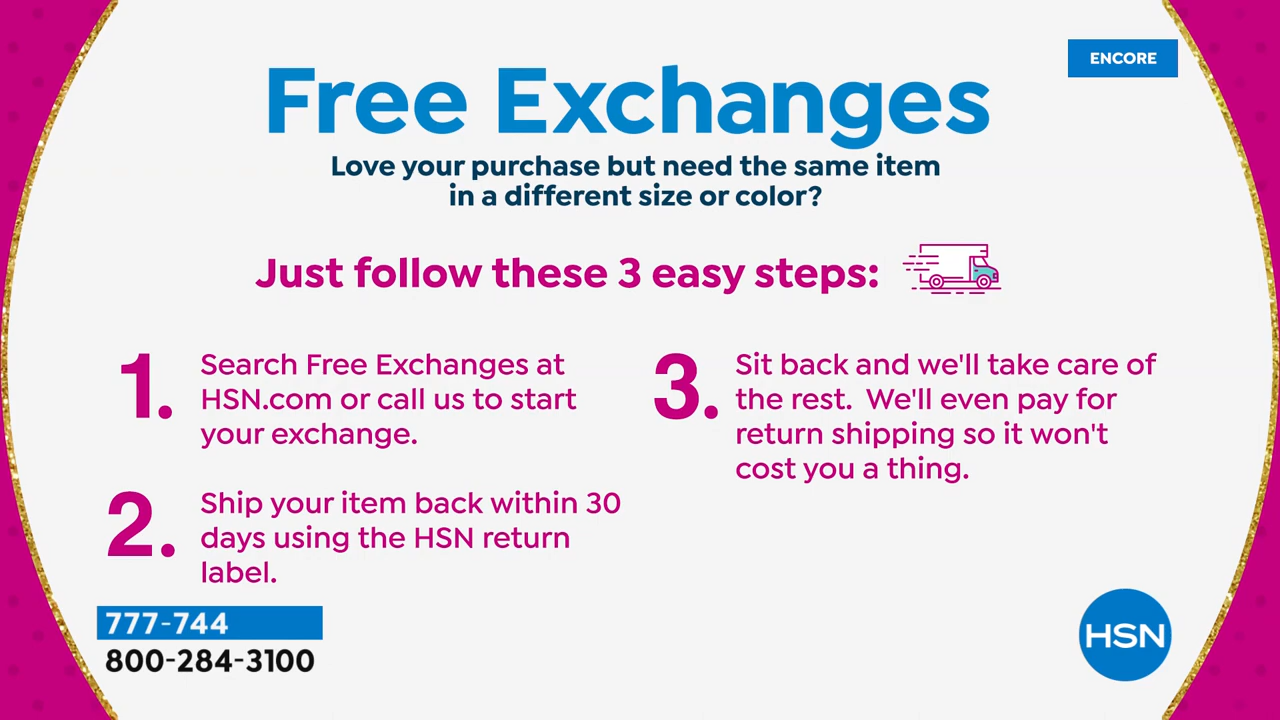 ENCORE
Free Exchanges
Love your purchase but need the same item
in a different size or color?
Just follow these 3 easy steps:
1. Search Free Exchanges at
HSN.com or call us to start
your exchange.
2. Ship your item back within 30
days using the HSN return
label.
3. Sit back and we'll take care of
the rest. We'll even pay for
return shipping so it won't
cost you a thing.
777-744
800-284-3100
HSN